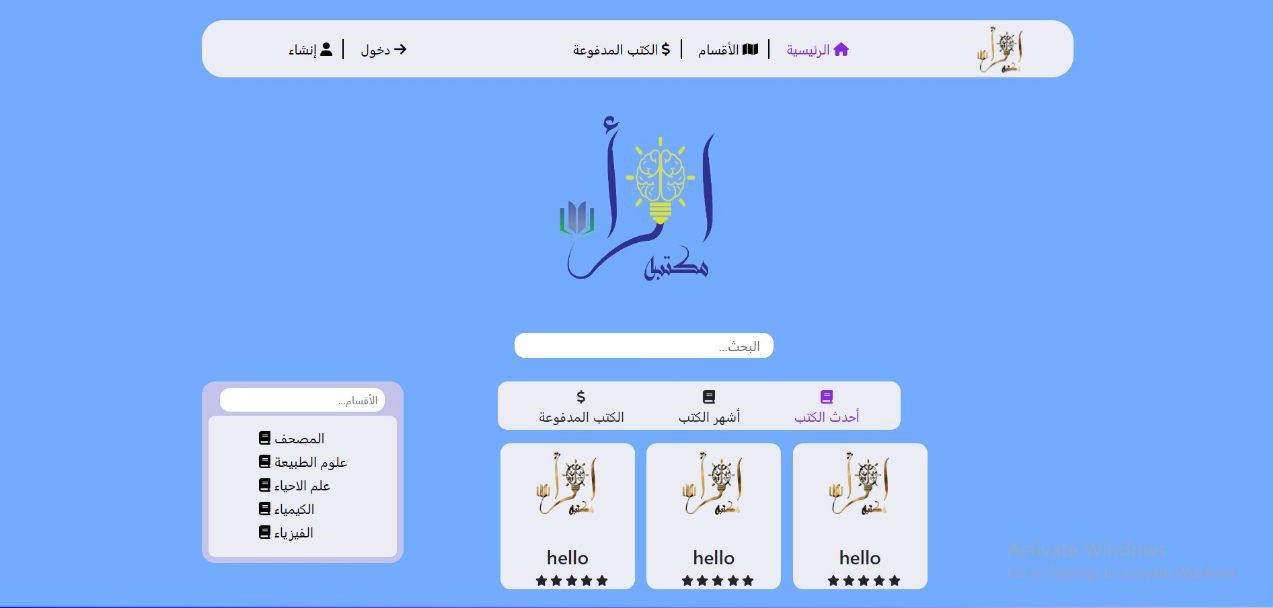 الرئيسية
الأقسام
$ الكتب المدفوعة
دخول
إنشاء
اقرأ
مكتبه
البحث...
أحدث الكتب
أشهر الكتب
$
الكتب المدفوعة
hello
hello
hello
الأقسام...
المصحف
علوم الطبيعة
علم الاحياء
الكيمياء
الفيزياء
Activate Windows
Go to Settings to activate Windows.